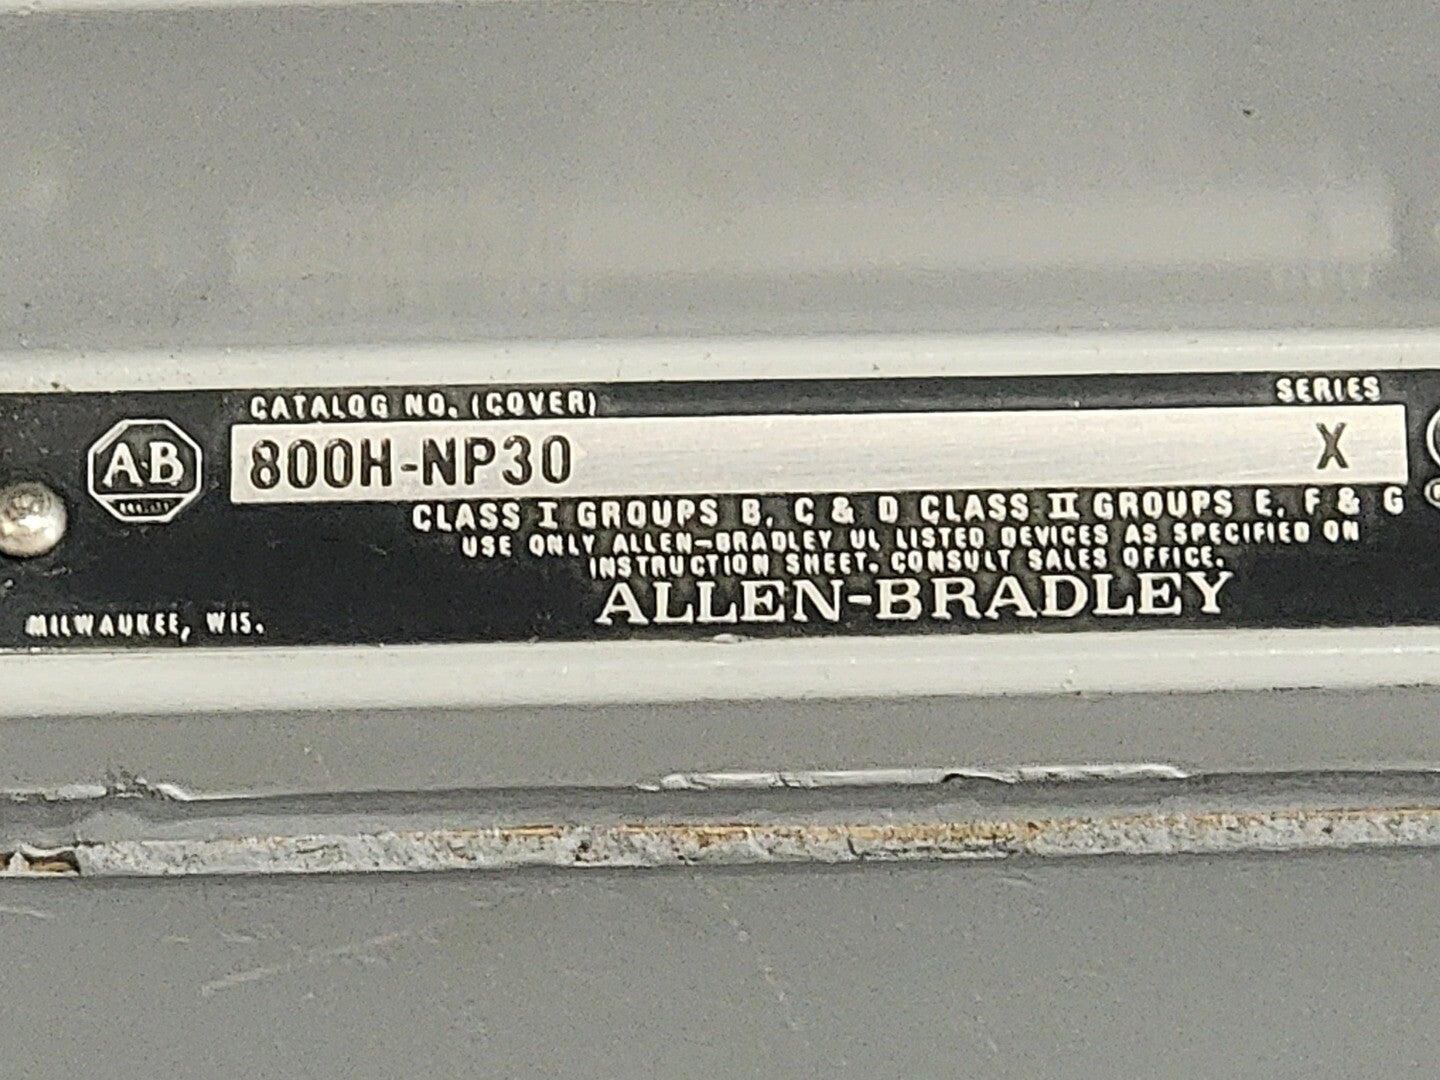 CATALOG NO. (COVER) SERIES
A-B
800H-NP30 X
CLASS I GROUPS B, C & D CLASS II GROUPS E, F & G
USE ONLY ALLEN-BRADLEY UL LISTED DEVICES AS SPECIFIED ON
INSTRUCTION SHEET. CONSULT SALES OFFICE.
ALLEN-BRADLEY
MILWAUKEE, WIS.